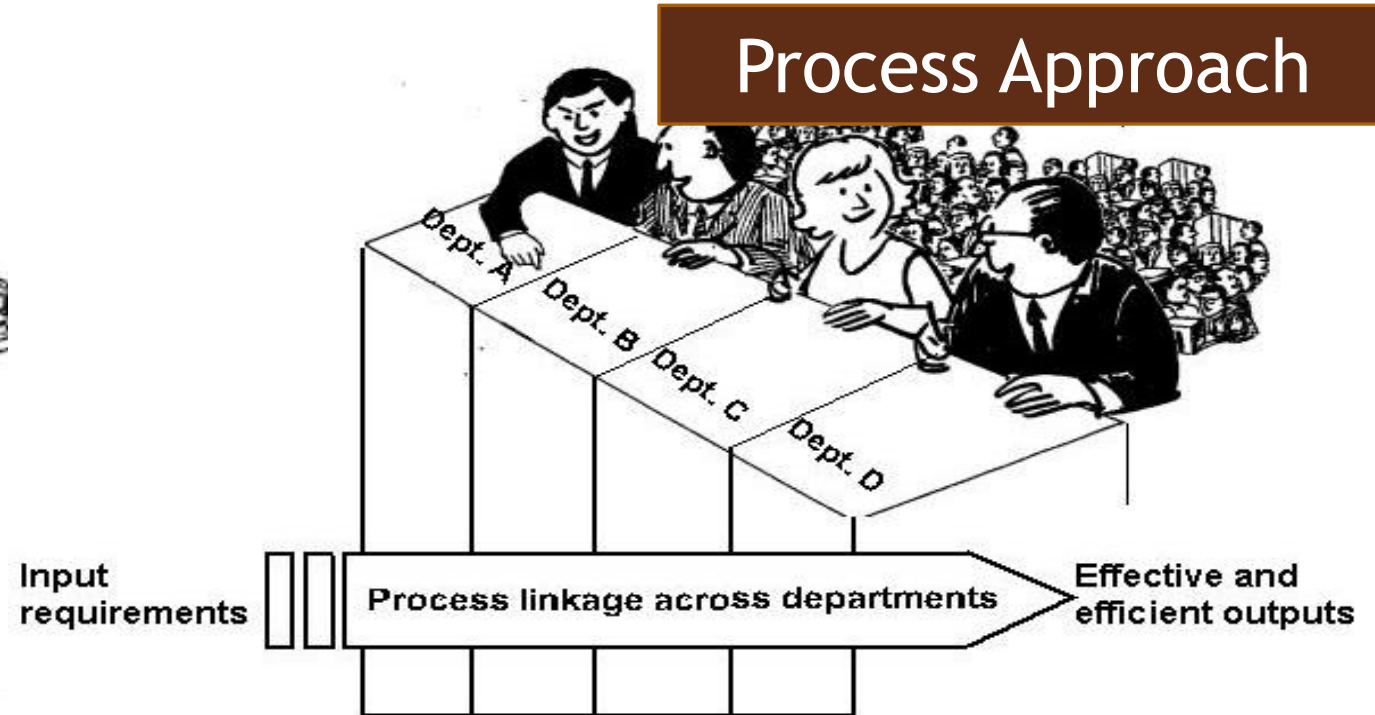 Process Approach
Dept. A
Dept. B
Dept. C
Dept. D
Input
requirements
Process linkage across departments
Effective and
efficient outputs